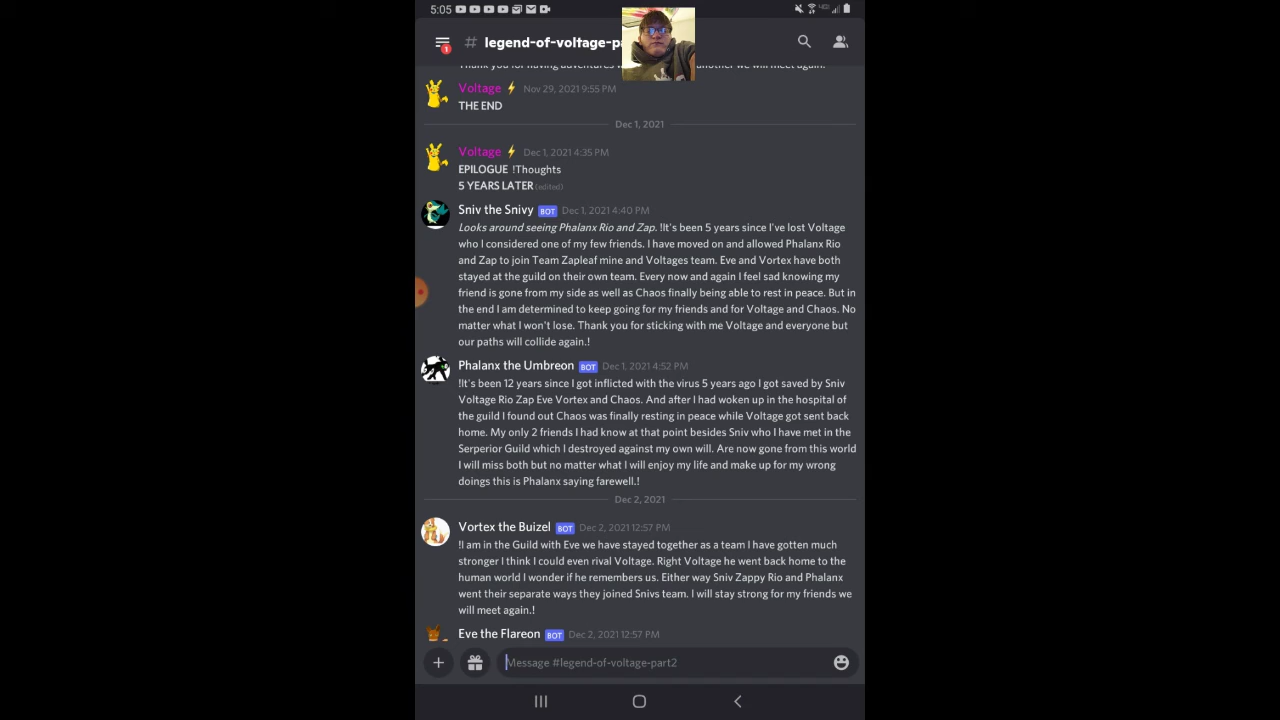 5:05
# legend-of-voltage-p
Voltage Nov 29, 2021 9:55 PM
THE END
Dec 1, 2021
Voltage Dec 1, 2021 4:35 PM
EPILOGUE !Thoughts
5 YEARS LATER (edited)
Sniv the Snivy BOT Dec 1, 2021 4:40 PM
Looks around seeing Phalanx Rio and Zap. !It's been 5 years since I've lost Voltage
who I considered one of my few friends. I have moved on and allowed Phalanx Rio
and Zap to join Team Zapleaf mine and Voltages team. Eve and Vortex have both
stayed at the guild on their own team. Every now and again I feel sad knowing my
friend is gone from my side as well as Chaos finally being able to rest in peace. But in
the end I am determined to keep going for my friends and for Voltage and Chaos. No
matter what I won't lose. Thank you for sticking with me Voltage and everyone but
our paths will collide again.!
Phalanx the Umbreon BOT Dec 1, 2021 4:52 PM
!It's been 12 years since I got inflicted with the virus 5 years ago I got saved by Sniv
Voltage Rio Zap Eve Vortex and Chaos. And after I had woken up in the hospital of
the guild I found out Chaos was finally resting in peace while Voltage got sent back
home. My only 2 friends I had know at that point besides Sniv who I have met in the
Serperior Guild which I destroyed against my own will. Are now gone from this world
I will miss both but no matter what I will enjoy my life and make up for my wrong
doings this is Phalanx saying farewell.!
Dec 2, 2021
Vortex the Buizel BOT Dec 2, 2021 12:57 PM
!I am in the Guild with Eve we have stayed together as a team I have gotten much
stronger I think I could even rival Voltage. Right Voltage he went back home to the
human world I wonder if he remembers us. Either way Sniv Zappy Rio and Phalanx
went their separate ways they joined Snivs team. I will stay strong for my friends we
will meet again.!
Eve the Flareon BOT Dec 2, 2021 12:57 PM
Message #legend-of-voltage-part2